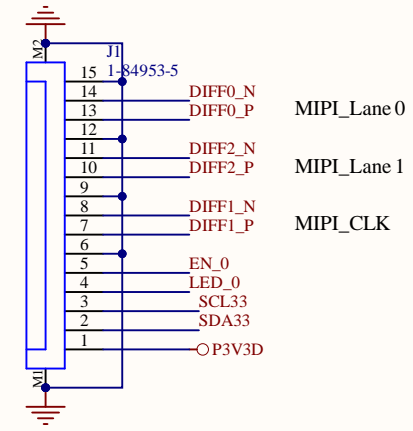 M2
J1
1-84953-5
15
14 DIFF0_N
13 DIFF0_P MIPI_Lane 0
12
11 DIFF2_N
10 DIFF2_P MIPI_Lane 1
9
8 DIFF1_N
7 DIFF1_P MIPI_CLK
6
5 EN_0
4 LED_0
3 SCL33
2 SDA33
1 P3V3D
M1